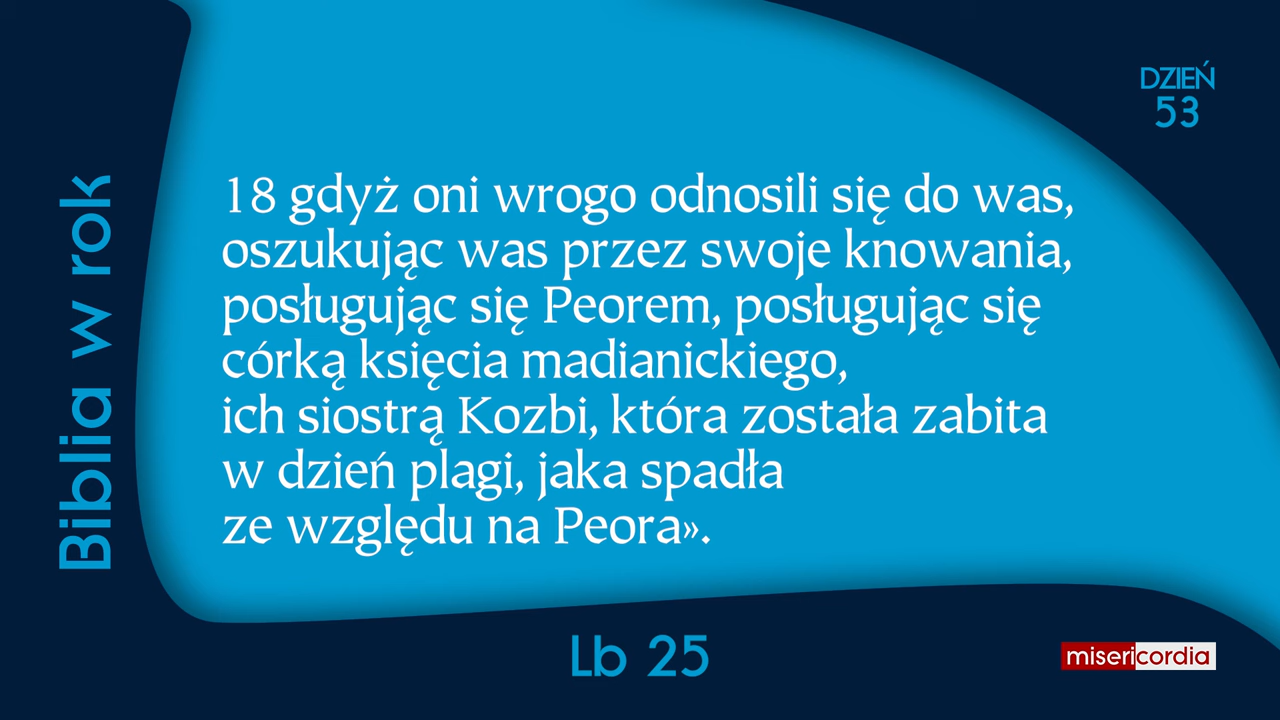 DZIEŃ
53
Biblia w rok
18 gdyż oni wrogo odnosili się do was,
oszukując was przez swoje knowania,
posługując się Peorem, posługując się
córką księcia madianickiego,
ich siostrą Kozbi, która została zabita
w dzień plagi, jaka spadła
ze względu na Peora».
Lb 25
misericordia